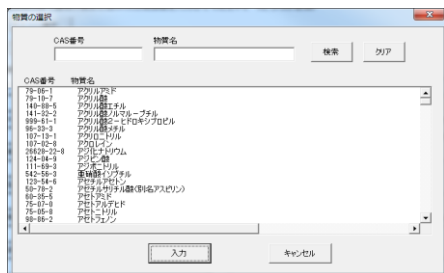 物質の選択
CAS番号 物質名
検索 クリア
CAS番号 物質名
79-06-1 アクリルアミド
79-10-7 アクリル酸
140-88-5 アクリル酸エチル
141-32-2 アクリル酸ノルマルーブチル
999-61-1 アクリル酸2-ヒドロキシプロピル
96-33-3 アクリル酸メチル
107-13-1 アクリロニトリル
107-02-8 アクロレイン
26628-22-8 アジ化ナトリウム
124-04-9 アジピン酸
111-69-3 アジポニトリル
542-56-3 亜硝酸イソブチル
123-54-6 アセチルアセトン
50-78-2 アセチルサリチル酸(別名アスピリン)
60-35-5 アセトアミド
75-07-0 アセトアルデヒド
75-05-8 アセトニトリル
98-86-2 アセトフェノン
入力 キャンセル